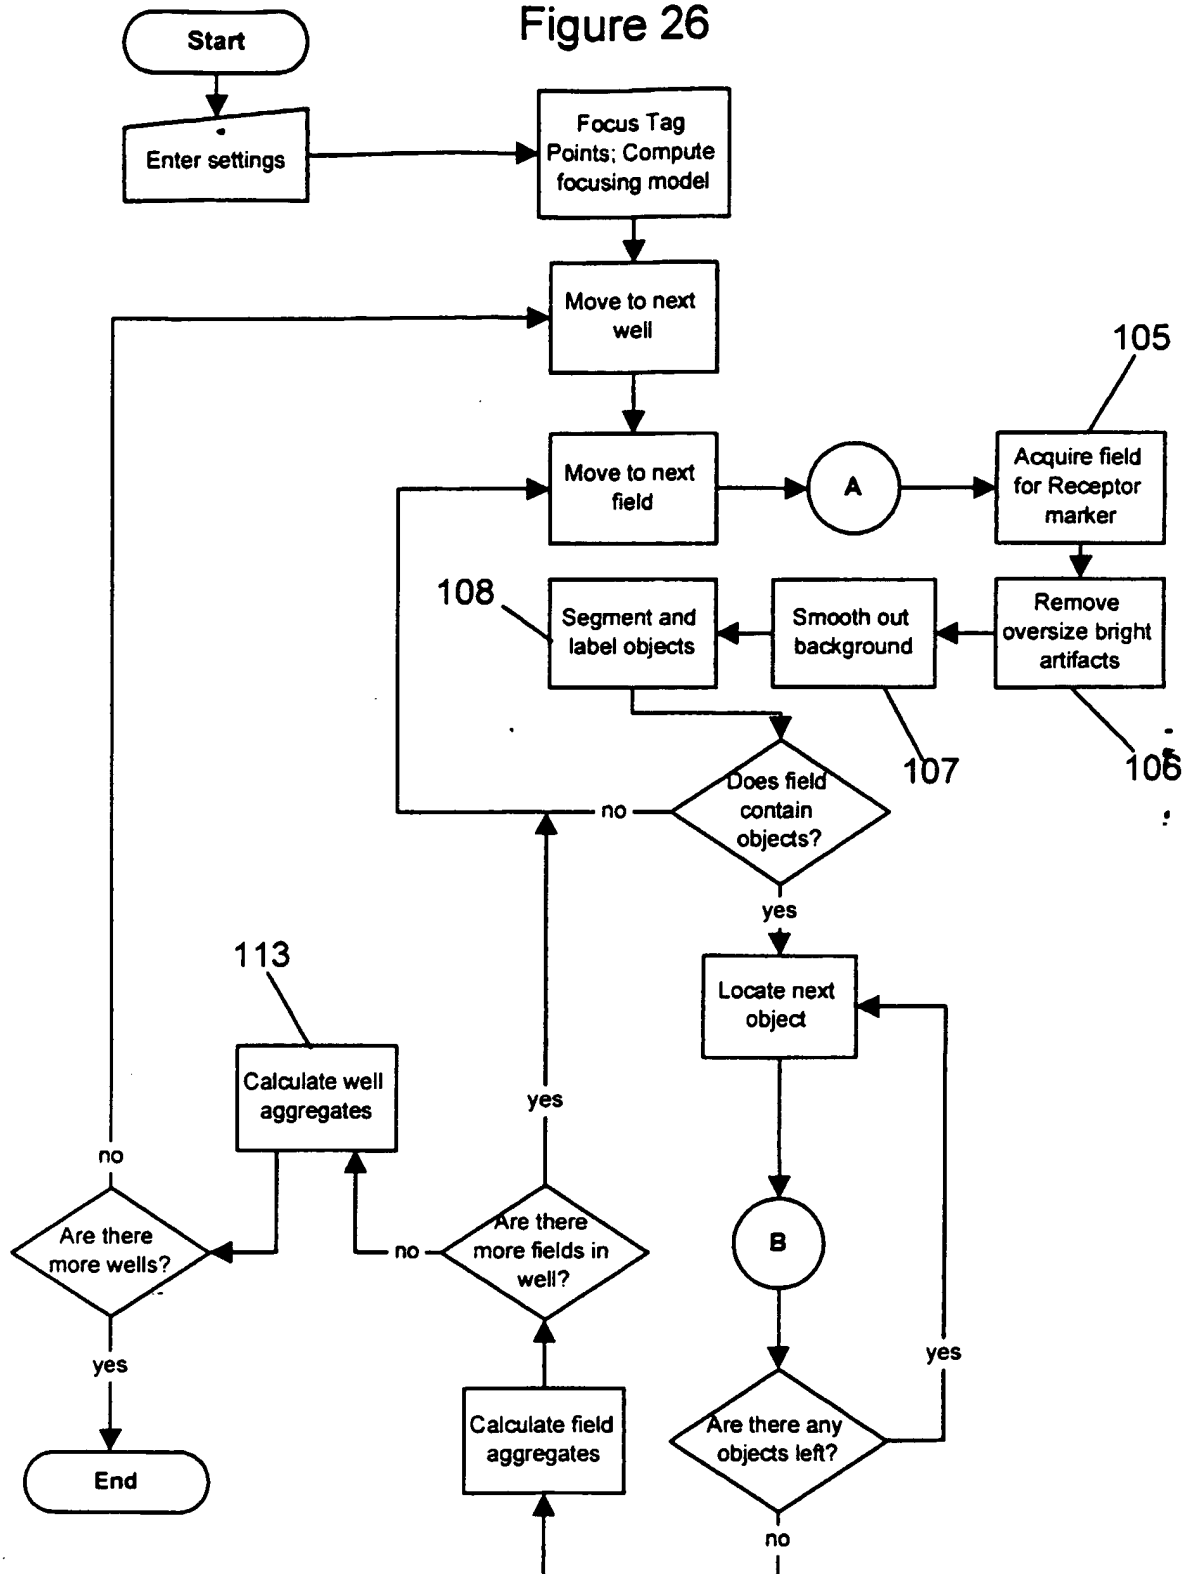 Figure 26
Start
Enter settings
Focus Tag
Points; Compute
focusing model
Move to next
well
105
Move to next
field
A
Acquire field
for Receptor
marker
108
Segment and
label objects
Smooth out
background
Remove
oversize bright
artifacts
107
106
Does field
contain
objects?
no
yes
113
Locate next
object
Calculate well
aggregates
yes
no
Are there
more wells?
no
Are there
more fields in
well?
B
yes
yes
Calculate field
aggregates
Are there any
objects left?
End
no